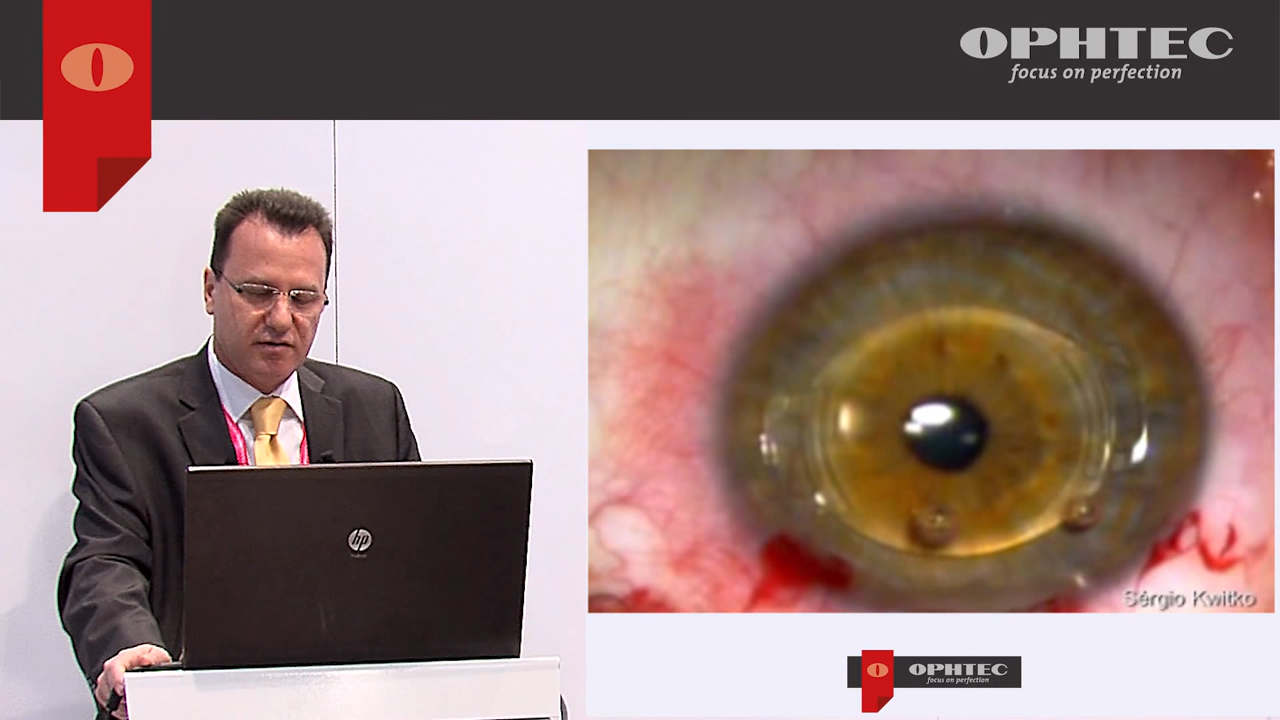 OPHTEC
focus on perfection
hp
Sérgio Kwitko
OPHTEC
focus on perfection